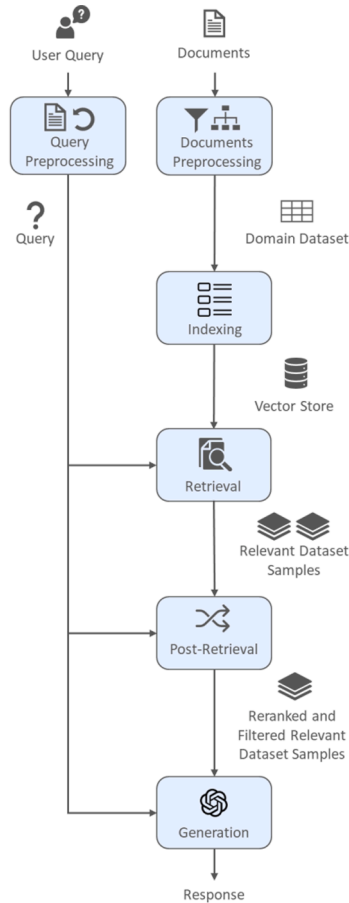 User Query
Documents
Query
Preprocessing
Documents
Preprocessing
?
Query
Domain Dataset
Indexing
Vector Store
Retrieval
Relevant Dataset
Samples
Post-Retrieval
Reranked and
Filtered Relevant
Dataset Samples
Generation
Response